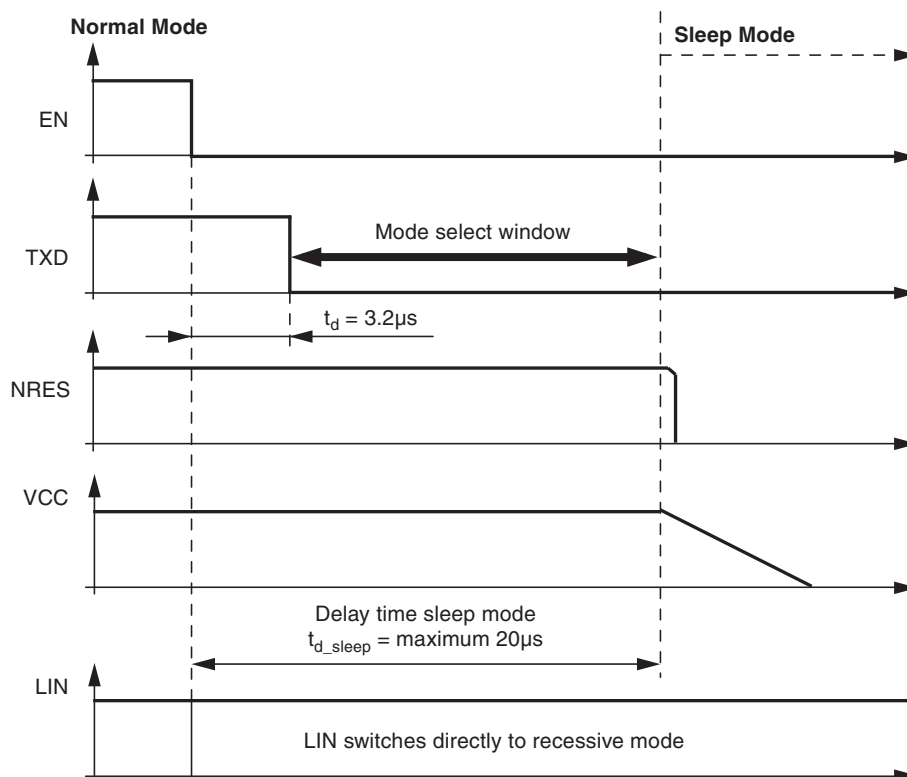 Normal Mode
Sleep Mode
EN
TXD
Mode select window
t_d = 3.2µs
NRES
VCC
Delay time sleep mode
t_d_sleep = maximum 20µs
LIN
LIN switches directly to recessive mode